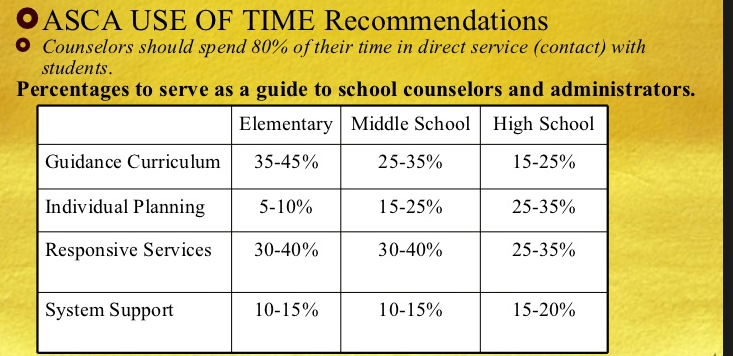 ASCA USE OF TIME Recommendations
Counselors should spend 80% of their time in direct service (contact) with
students.
Percentages to serve as a guide to school counselors and administrators.
Elementary Middle School High School
Guidance Curriculum 35-45% 25-35% 15-25%
Individual Planning 5-10% 15-25% 25-35%
Responsive Services 30-40% 30-40% 25-35%
System Support 10-15% 10-15% 15-20%